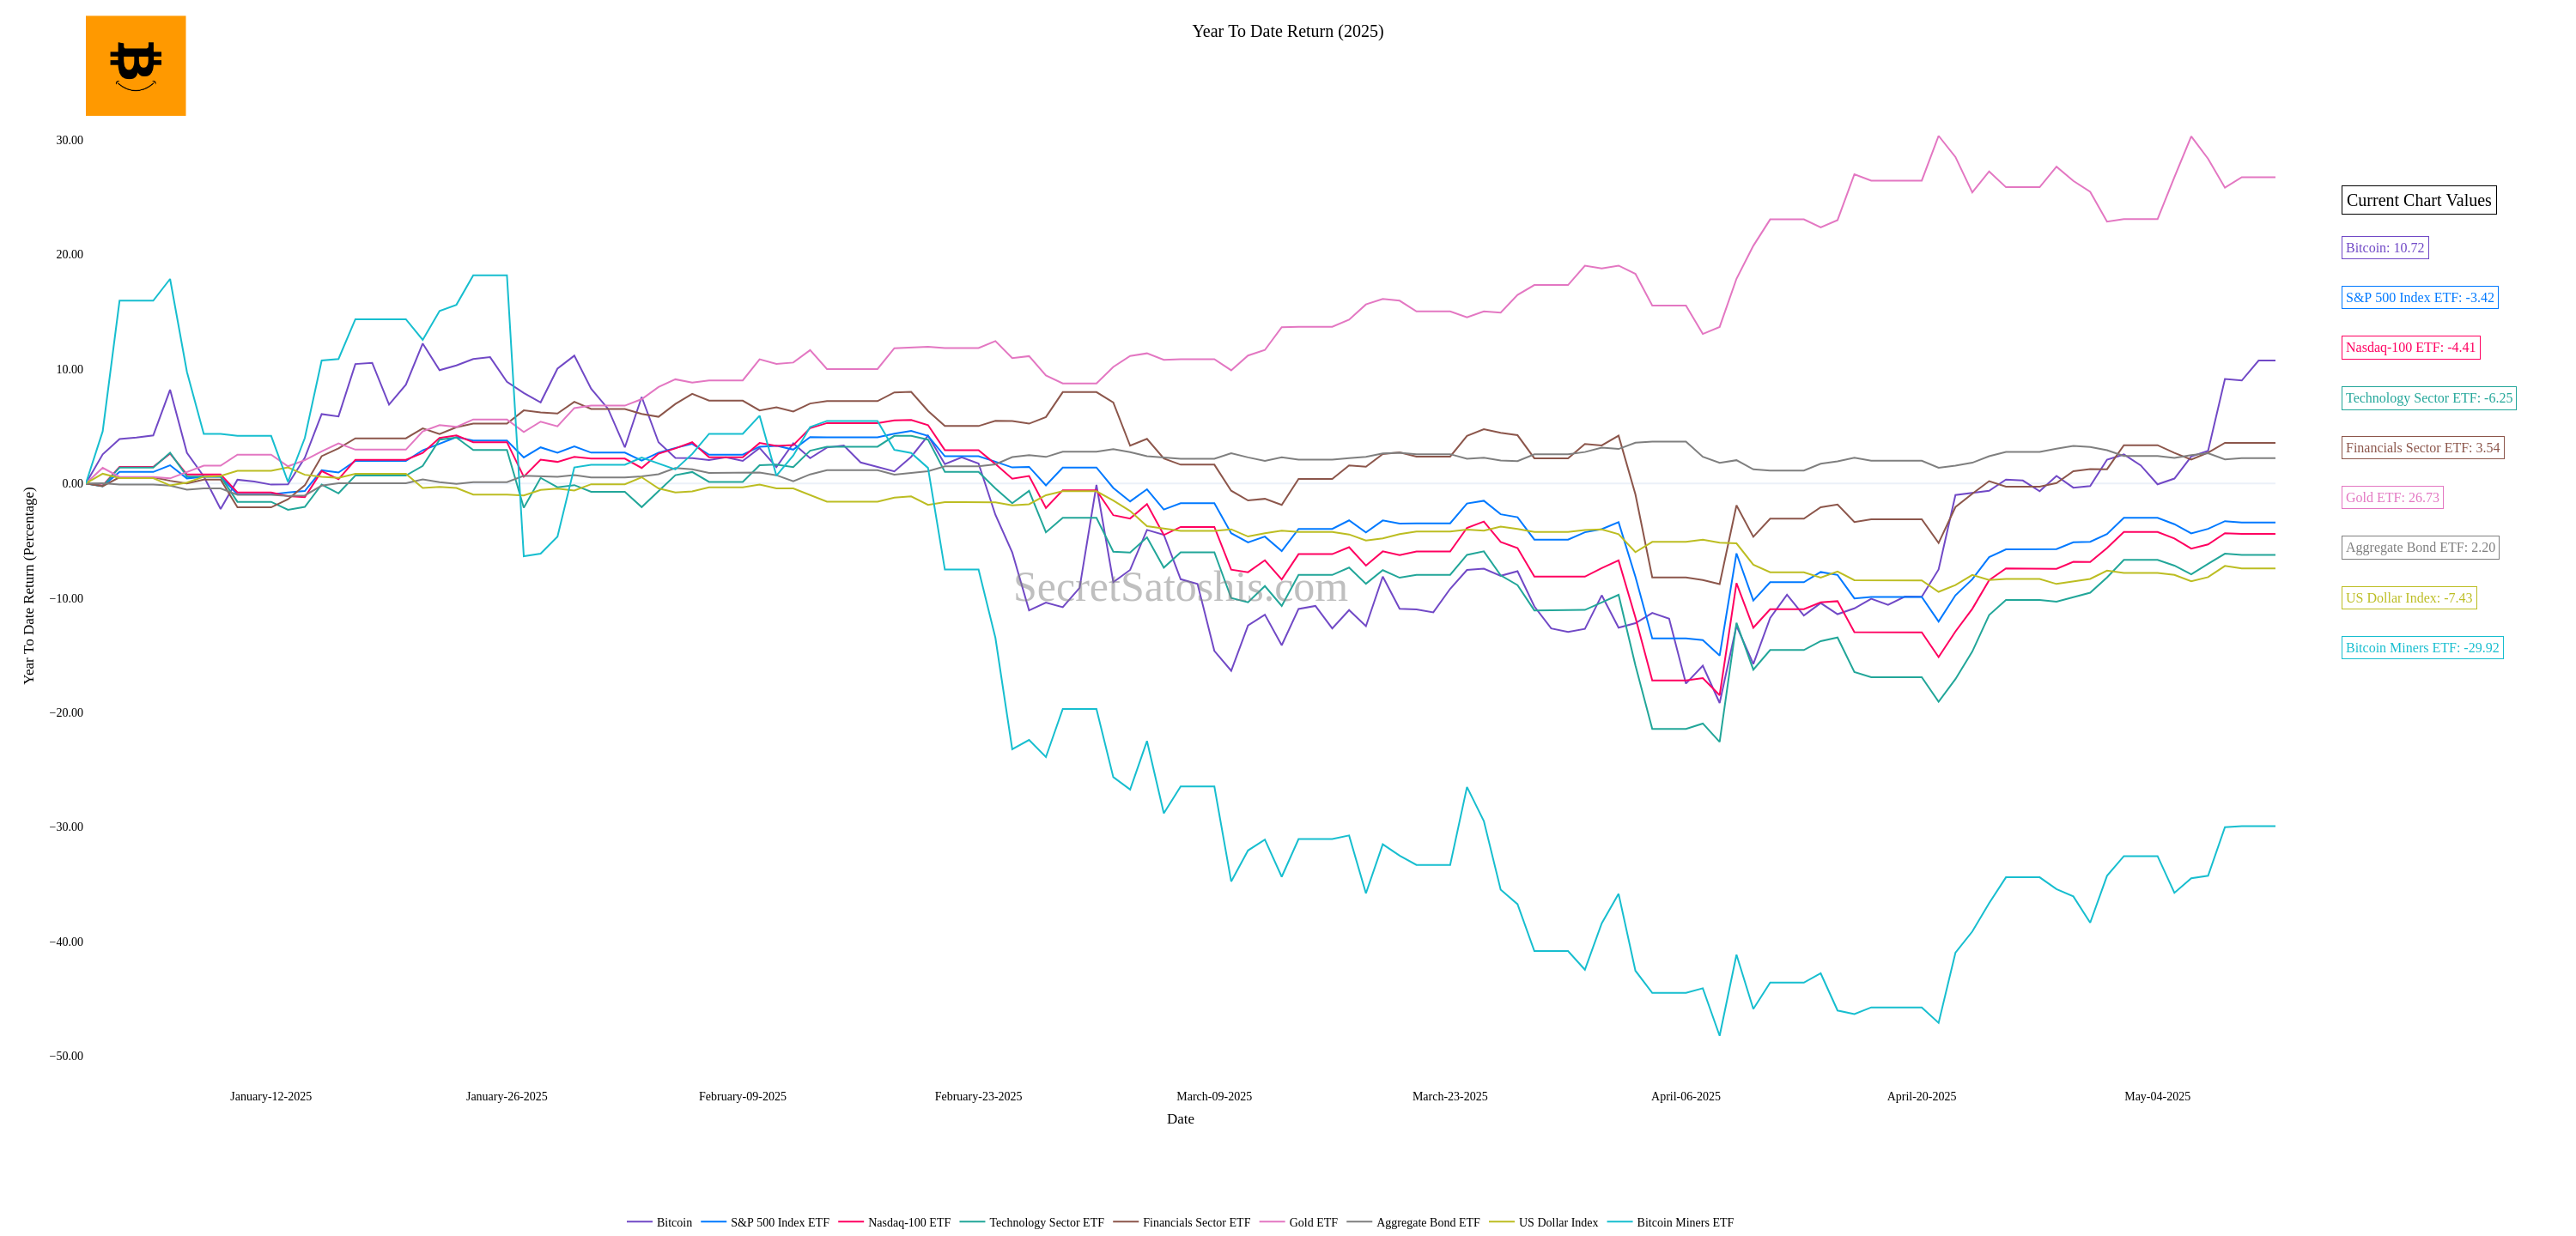 Year To Date Return (2025)
30.00
20.00
10.00
0.00
−10.00
−20.00
−30.00
−40.00
−50.00
Year To Date Return (Percentage)
SecretSatoshis.com
January-12-2025
January-26-2025
February-09-2025
February-23-2025
March-09-2025
March-23-2025
April-06-2025
April-20-2025
May-04-2025
Date
Current Chart Values
Bitcoin: 10.72
S&P 500 Index ETF: -3.42
Nasdaq-100 ETF: -4.41
Technology Sector ETF: -6.25
Financials Sector ETF: 3.54
Gold ETF: 26.73
Aggregate Bond ETF: 2.20
US Dollar Index: -7.43
Bitcoin Miners ETF: -29.92
Bitcoin
S&P 500 Index ETF
Nasdaq-100 ETF
Technology Sector ETF
Financials Sector ETF
Gold ETF
Aggregate Bond ETF
US Dollar Index
Bitcoin Miners ETF